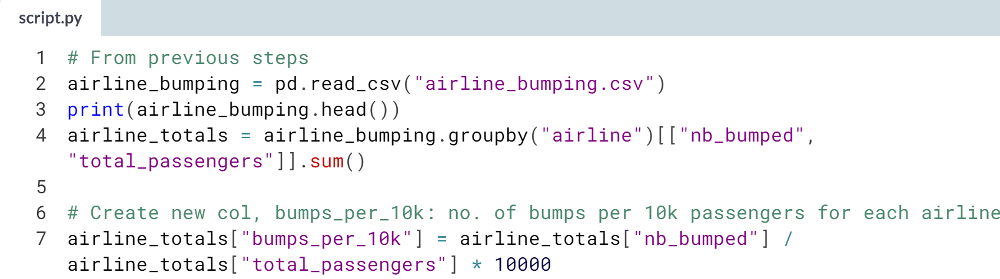 script.py
1 # From previous steps
2 airline_bumping = pd.read_csv("airline_bumping.csv")
3 print(airline_bumping.head())
4 airline_totals = airline_bumping.groupby("airline")[["nb_bumped",
"total_passengers"]].sum()
5
6 # Create new col, bumps_per_10k: no. of bumps per 10k passengers for each airline
7 airline_totals["bumps_per_10k"] = airline_totals["nb_bumped"] /
airline_totals["total_passengers"] * 10000